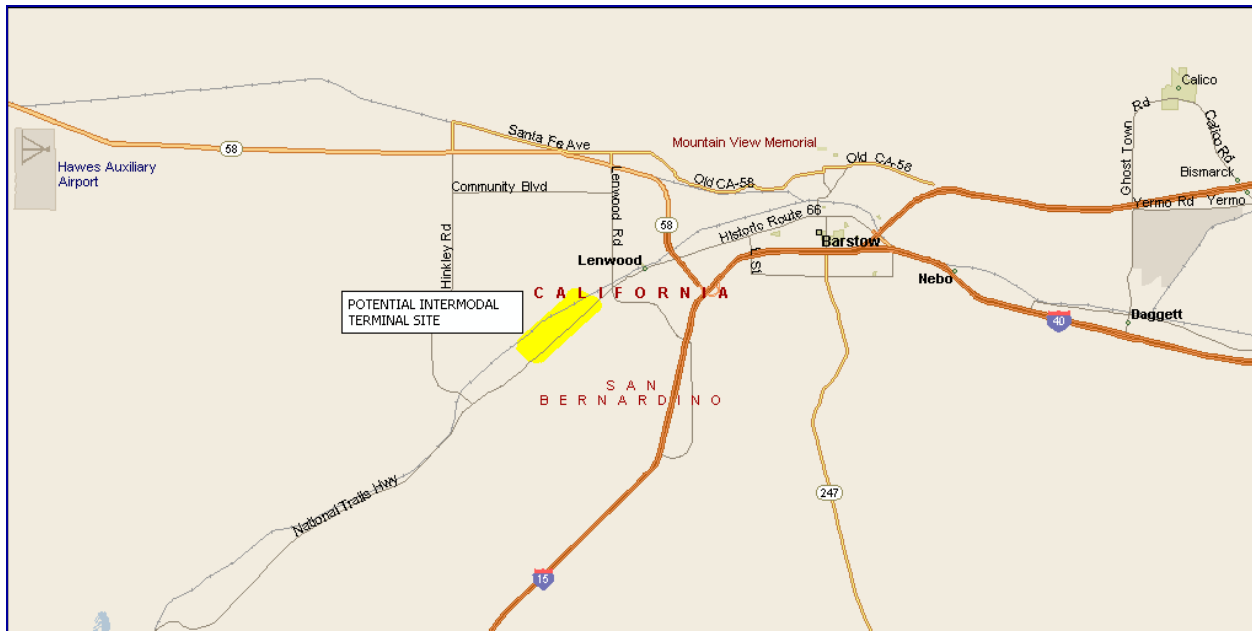 Calico
Ghost Town
Rd
Calico Rd
Santa Fe Ave
Mountain View Memorial
58
Old CA-58
Hawes Auxiliary
Airport
Community Blvd
Lenwood Rd
Old CA-58
Bismarck
Yermo Rd
Yermo
Hinkley Rd
58
Historic Route 66
Barstow
L St
Lenwood
Nebo
CALIFORNIA
POTENTIAL INTERMODAL
TERMINAL SITE
40
Daggett
SAN
BERNARDINO
National Trails Hwy
247
15